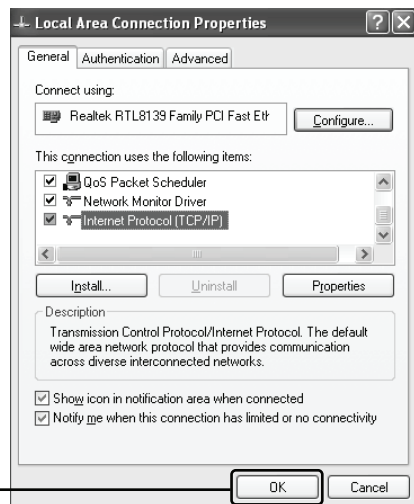 Local Area Connection Properties
General Authentication Advanced
Connect using:
Realtek RTL8139 Family PCI Fast Eth
Configure...
This connection uses the following items:
QoS Packet Scheduler
Network Monitor Driver
Internet Protocol (TCP/IP)
Install... Uninstall Properties
Description
Transmission Control Protocol/Internet Protocol. The default
wide area network protocol that provides communication
across diverse interconnected networks.
Show icon in notification area when connected
Notify me when this connection has limited or no connectivity
OK Cancel